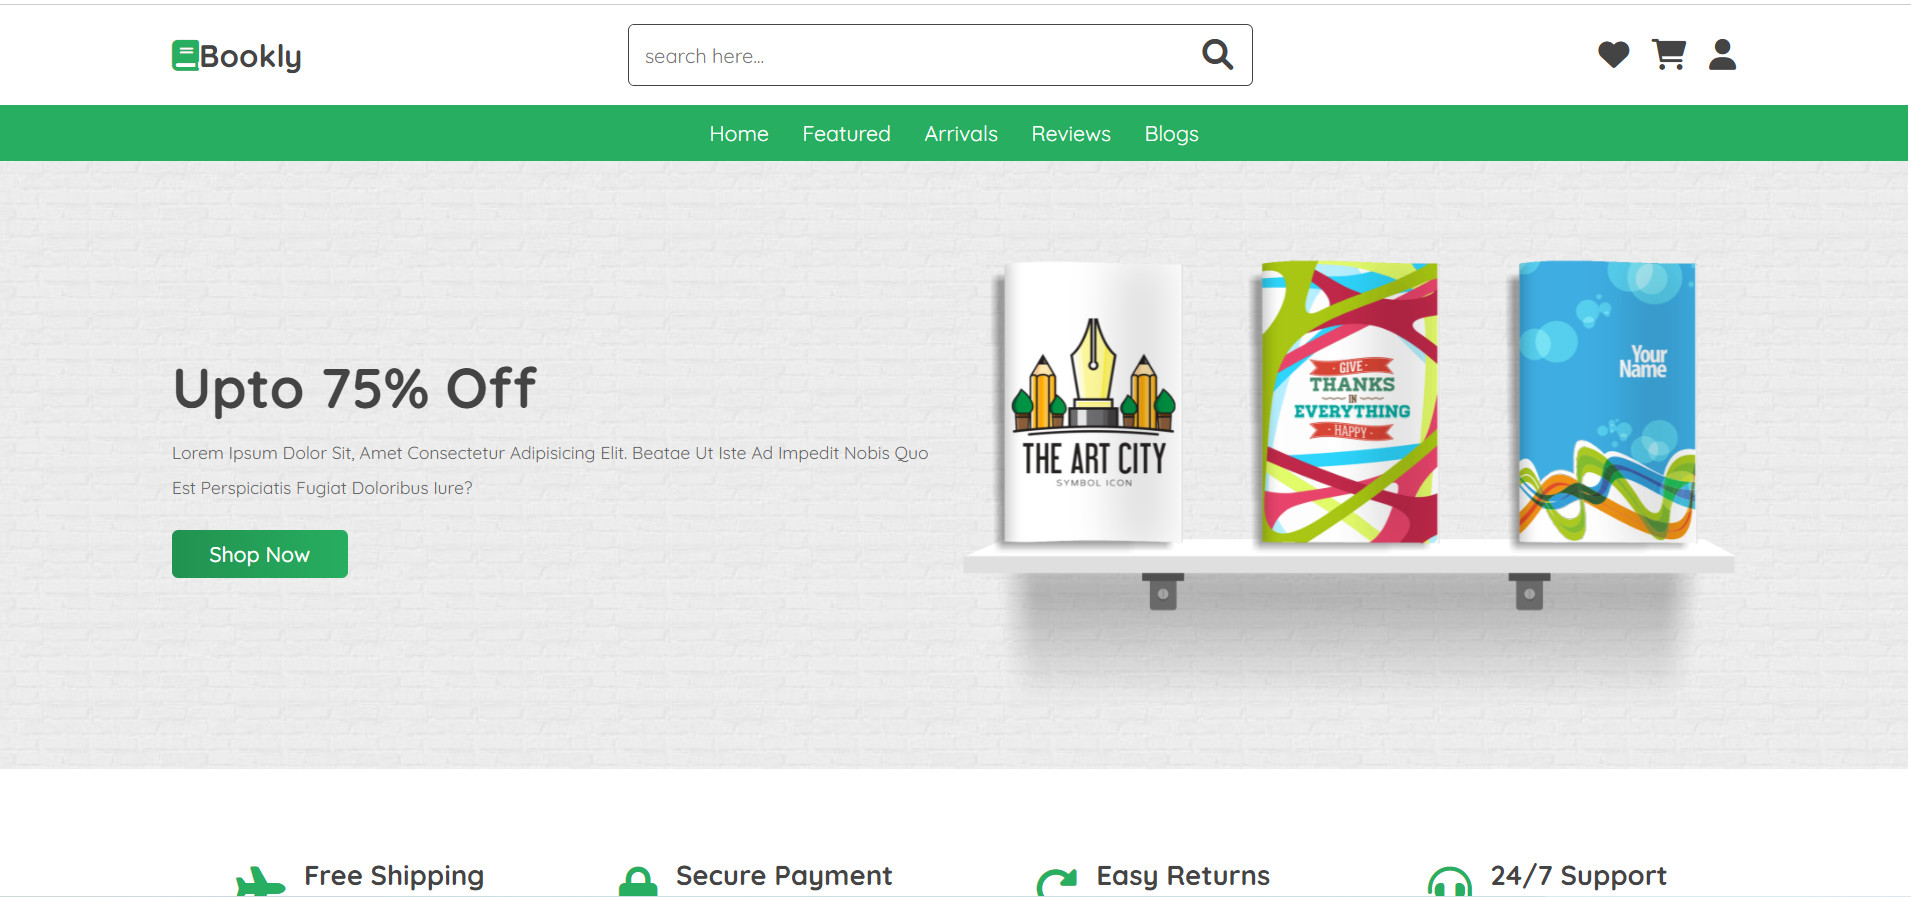 Bookly
search here...
Home Featured Arrivals Reviews Blogs
Upto 75% Off
Lorem Ipsum Dolor Sit, Amet Consectetur Adipisicing Elit. Beatae Ut Iste Ad Impedit Nobis Quo
Est Perspiciatis Fugiat Doloribus Iure?
Shop Now
THE ART CITY
SYMBOL ICON
· GIVE ·
THANKS
IN
EVERYTHING
· HAPPY ·
Your
Name
Free Shipping
Secure Payment
Easy Returns
24/7 Support